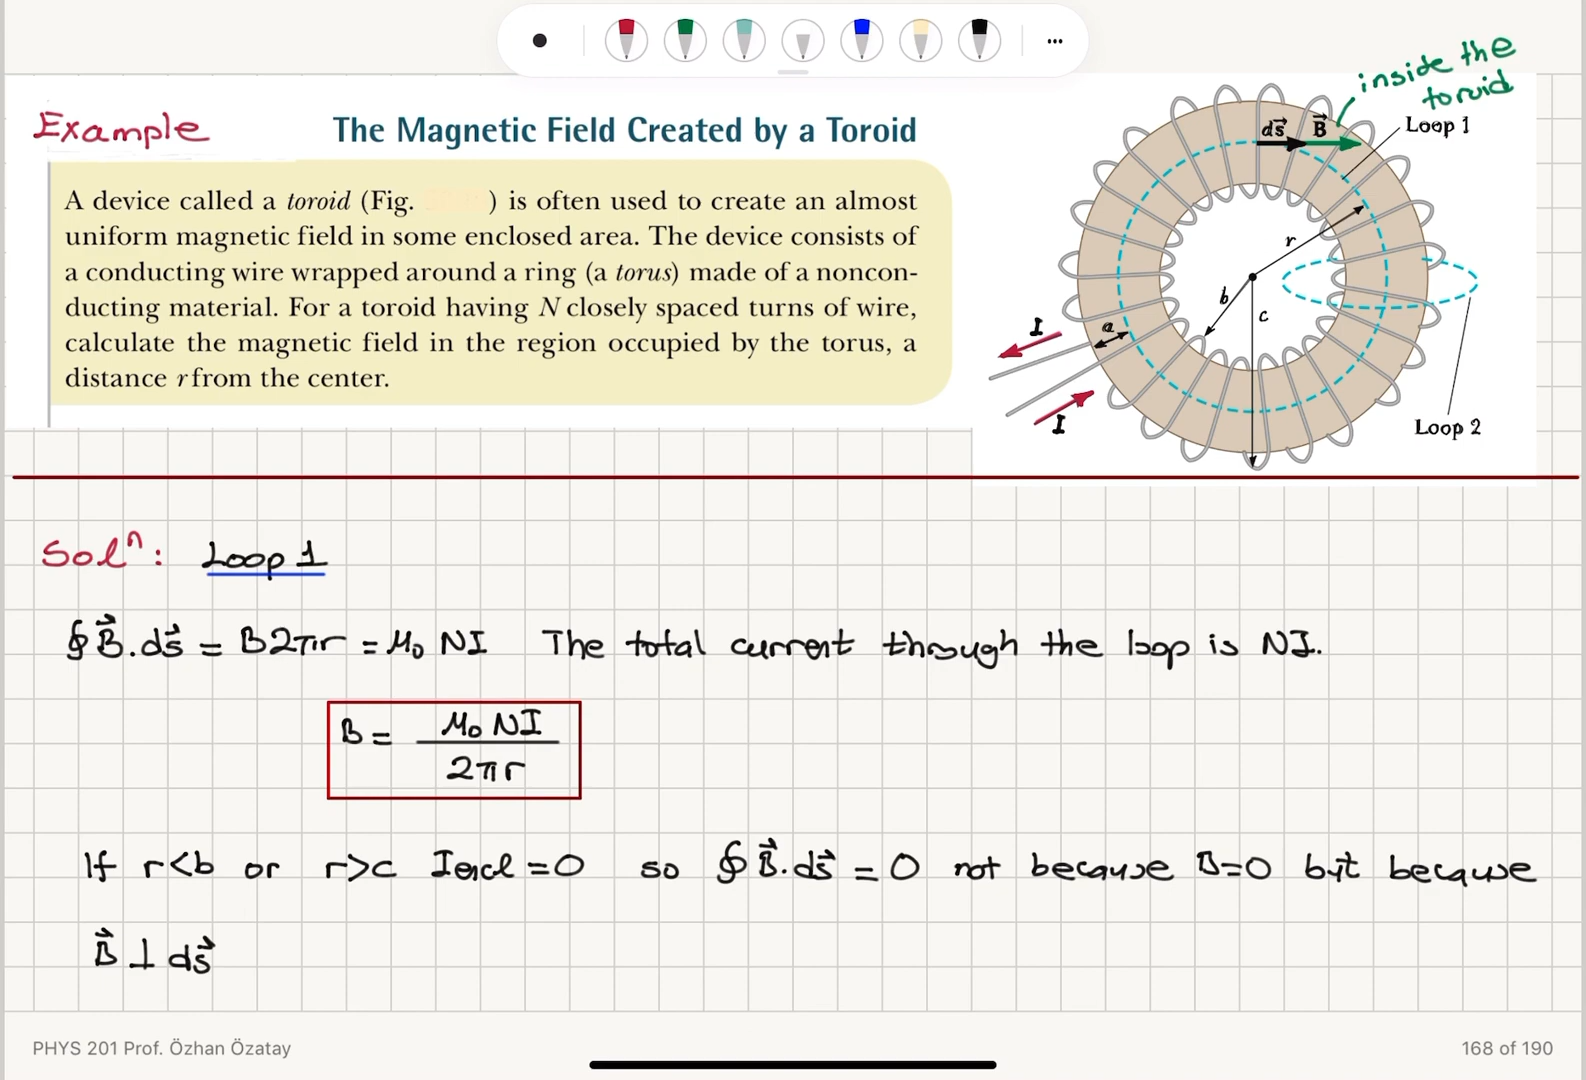 inside the
toroid
Example
The Magnetic Field Created by a Toroid
A device called a toroid (Fig. ) is often used to create an almost
uniform magnetic field in some enclosed area. The device consists of
a conducting wire wrapped around a ring (a torus) made of a noncon-
ducting material. For a toroid having N closely spaced turns of wire,
calculate the magnetic field in the region occupied by the torus, a
distance r from the center.
ds⃗ B⃗
Loop 1
r
b
c
a
I
I
Loop 2
Solⁿ: Loop 1
∮B⃗.ds⃗ = B2πr = μ₀ NI The total current through the loop is NI.
B = μ₀ NI / 2πr
If r<b or r>c Iencl = 0 so ∮B⃗.ds⃗ = 0 not because B=0 but because
B⃗ ⊥ ds⃗
PHYS 201 Prof. Özhan Özatay
168 of 190